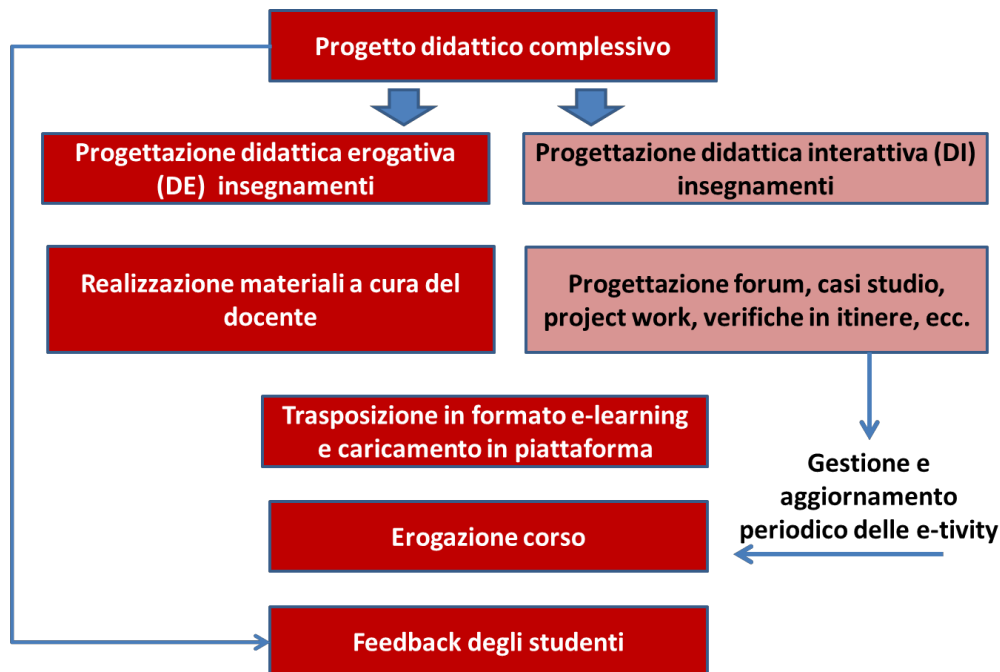 Progetto didattico complessivo
Progettazione didattica erogativa
(DE) insegnamenti
Progettazione didattica interattiva (DI)
insegnamenti
Realizzazione materiali a cura del
docente
Progettazione forum, casi studio,
project work, verifiche in itinere, ecc.
Trasposizione in formato e-learning
e caricamento in piattaforma
Gestione e
aggiornamento
periodico delle e-tivity
Erogazione corso
Feedback degli studenti